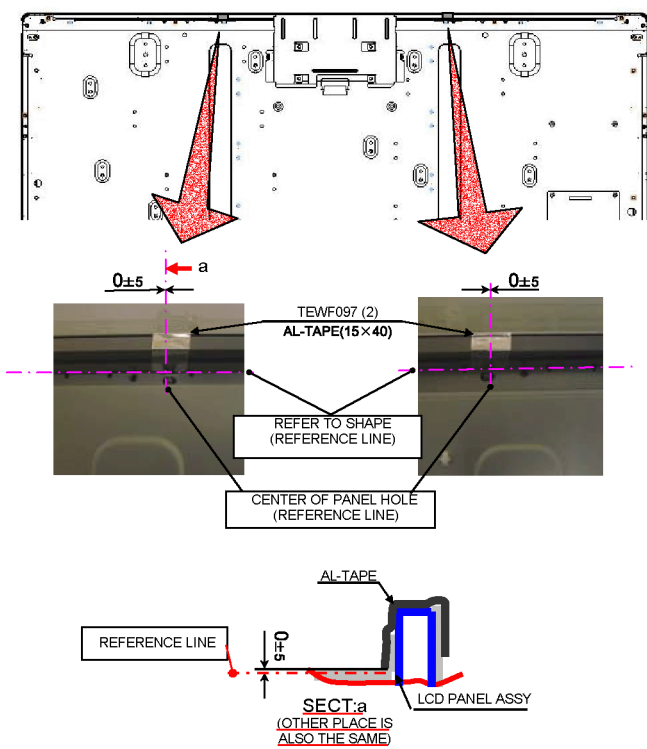 a
0±5
0±5
TEWF097 (2)
AL-TAPE(15×40)
REFER TO SHAPE
(REFERENCE LINE)
CENTER OF PANEL HOLE
(REFERENCE LINE)
AL-TAPE
REFERENCE LINE
0±5
LCD PANEL ASSY
SECT:a
(OTHER PLACE IS
ALSO THE SAME)